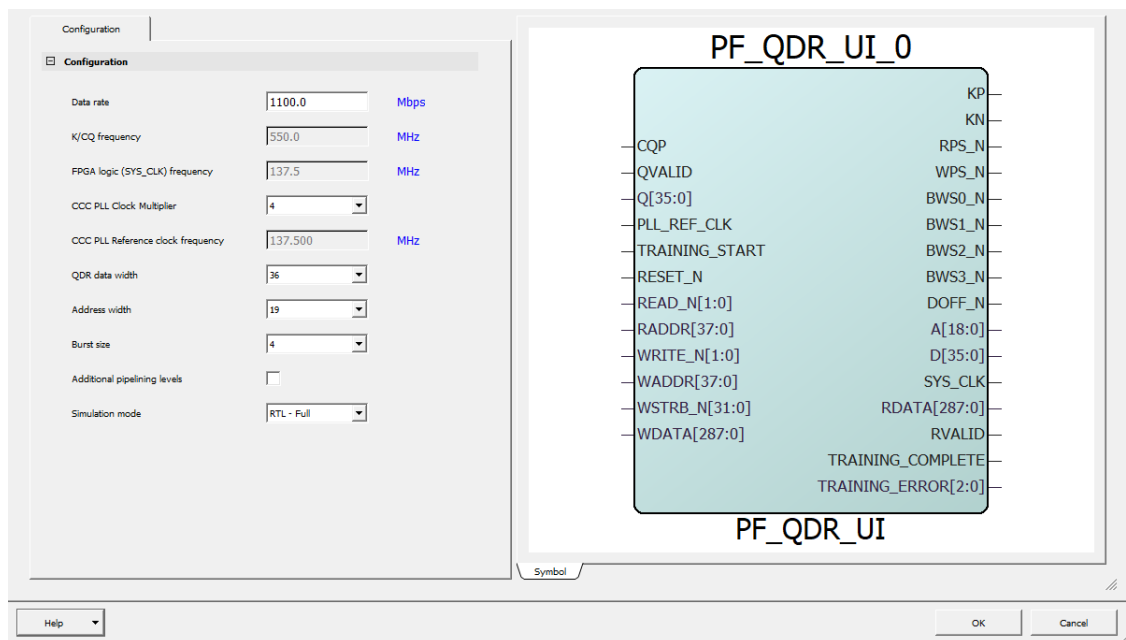 Configuration
Configuration
Data rate 1100.0 Mbps
K/CQ frequency 550.0 MHz
FPGA logic (SYS_CLK) frequency 137.5 MHz
CCC PLL Clock Multiplier 4
CCC PLL Reference clock frequency 137.500 MHz
QDR data width 36
Address width 19
Burst size 4
Additional pipelining levels
Simulation mode RTL - Full
PF_QDR_UI_0
KP
KN
CQP RPS_N
QVALID WPS_N
Q[35:0] BWS0_N
PLL_REF_CLK BWS1_N
TRAINING_START BWS2_N
RESET_N BWS3_N
READ_N[1:0] DOFF_N
RADDR[37:0] A[18:0]
WRITE_N[1:0] D[35:0]
WADDR[37:0] SYS_CLK
WSTRB_N[31:0] RDATA[287:0]
WDATA[287:0] RVALID
TRAINING_COMPLETE
TRAINING_ERROR[2:0]
PF_QDR_UI
Symbol
Help OK Cancel